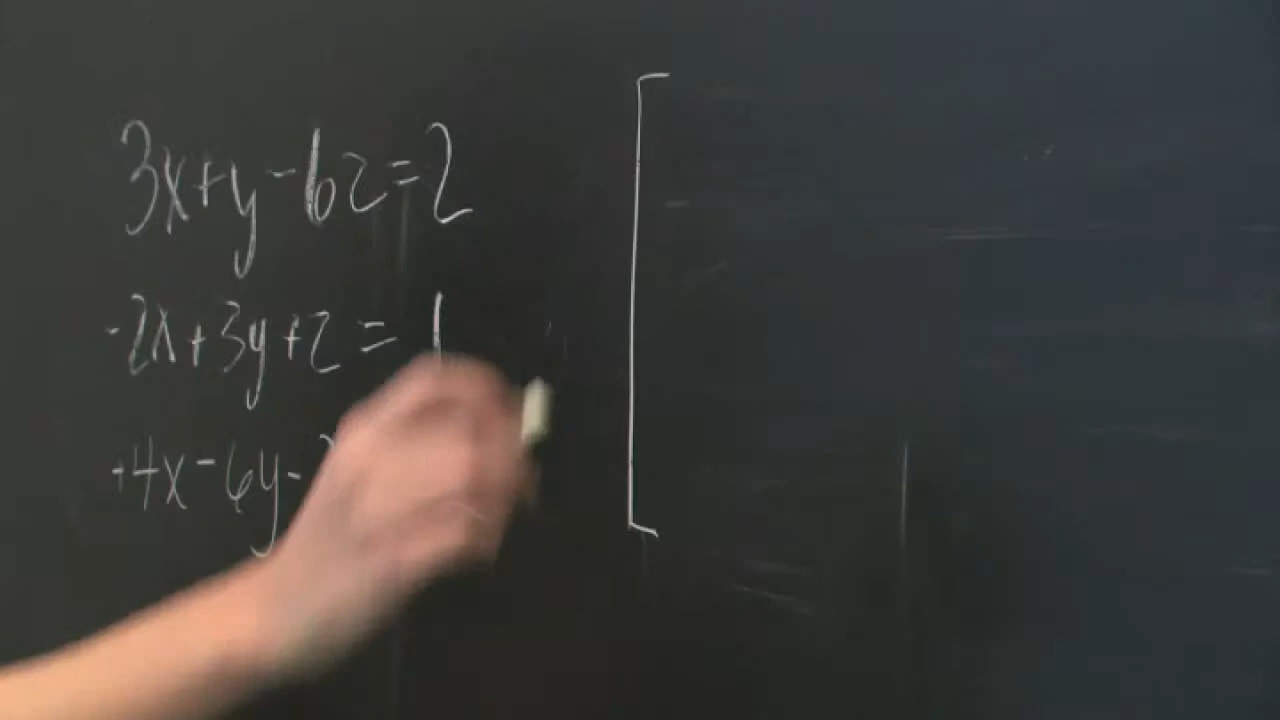 3x+y-6z=2
-2x+3y+z = 1
+4x-6y-